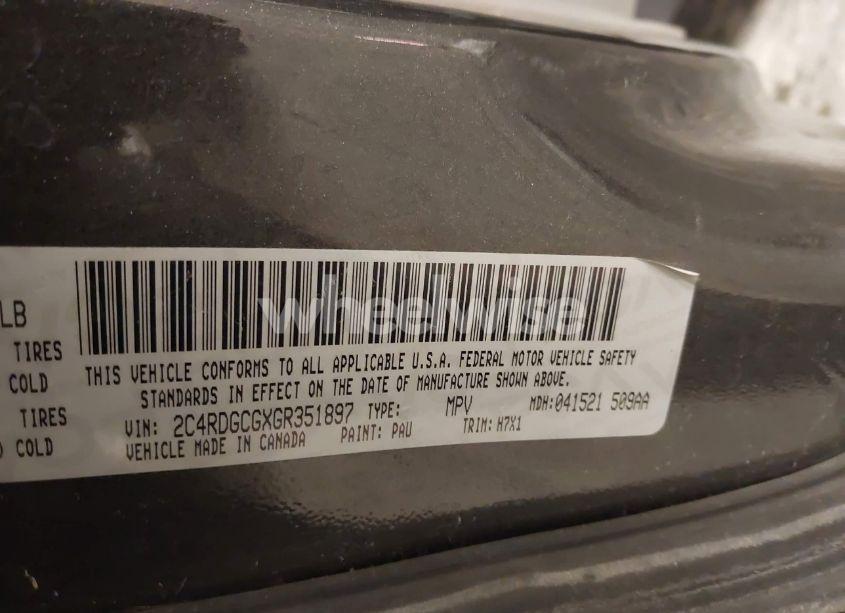 LB
TIRES
COLD
TIRES
COLD
wheelwise
THIS VEHICLE CONFORMS TO ALL APPLICABLE U.S.A. FEDERAL MOTOR VEHICLE SAFETY
STANDARDS IN EFFECT ON THE DATE OF MANUFACTURE SHOWN ABOVE.
VIN: 2C4RDGCGXGR351897 TYPE: MPV MDH:041521 509AA
VEHICLE MADE IN CANADA PAINT: PAU TRIM: H7X1